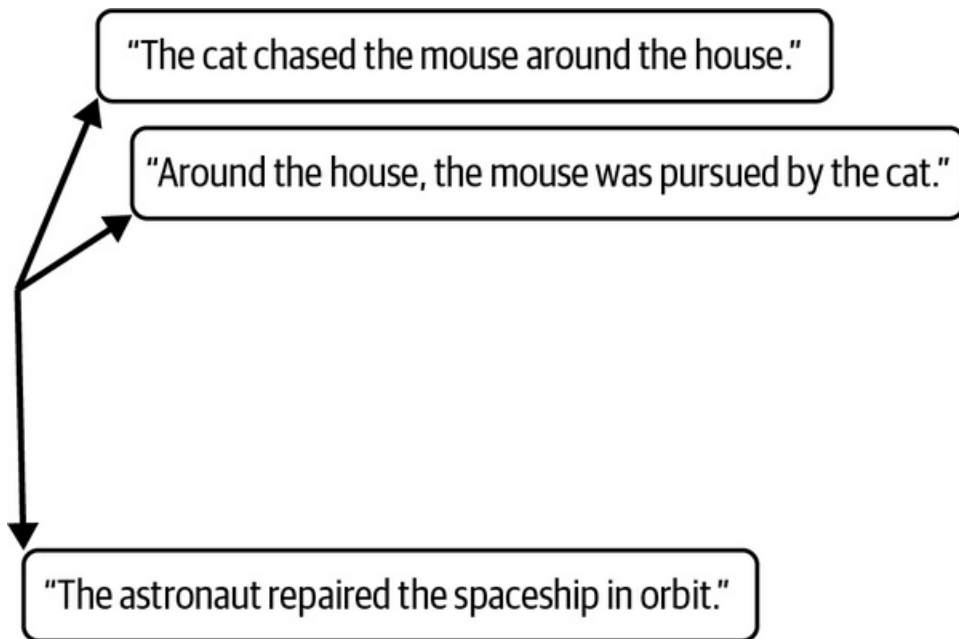 “The cat chased the mouse around the house.”
“Around the house, the mouse was pursued by the cat.”
“The astronaut repaired the spaceship in orbit.”